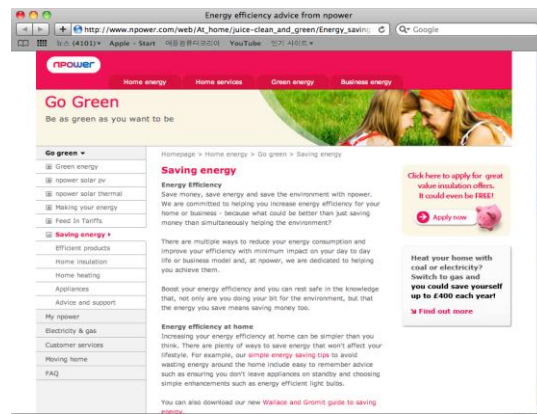 Energy efficiency advice from npower
http://www.npower.com/web/At_home/juice-clean_and_green/Energy_saving
Google
뉴스 (4101)▾ Apple - Start YouTube 인기 사이트▾
npower
Home energy Home services Green energy Business energy
Go Green
Be as green as you want to be
Go green
Green energy
npower solar pv
npower solar thermal
Making your energy
Feed In Tariffs
Saving energy
Efficient products
Home insulation
Home heating
Appliances
Advice and support
My npower
Electricity & gas
Customer services
Moving home
FAQ
Homepage > Home energy > Go green > Saving energy
Saving energy
Energy Efficiency
Save money, save energy and save the environment with npower.
We are committed to helping you increase energy efficiency for your
home or business - because what could be better than just saving
money than simultaneously helping the environment?
There are multiple ways to reduce your energy consumption and
improve your efficiency with minimum impact on your day to day
life or business model and, at npower, we are dedicated to helping
you achieve them.
Boost your energy efficiency and you can rest safe in the knowledge
that, not only are you doing your bit for the environment, but that
the energy you save means saving money too.
Energy efficiency at home
Increasing your energy efficiency at home can be simpler than you
think. There are plenty of ways to save energy that won't affect your
lifestyle. For example, our simple energy saving tips to avoid
wasting energy around the home include easy to remember advice
such as ensuring you don't leave appliances on standby and choosing
simple enhancements such as energy efficient light bulbs.
You can also download our new Wallace and Gromit guide to saving
energy.
Click here to apply for great
value insulation offers.
It could even be FREE!
Apply now
Heat your home with
coal or electricity?
Switch to gas and
you could save yourself
up to £400 each year!
Find out more